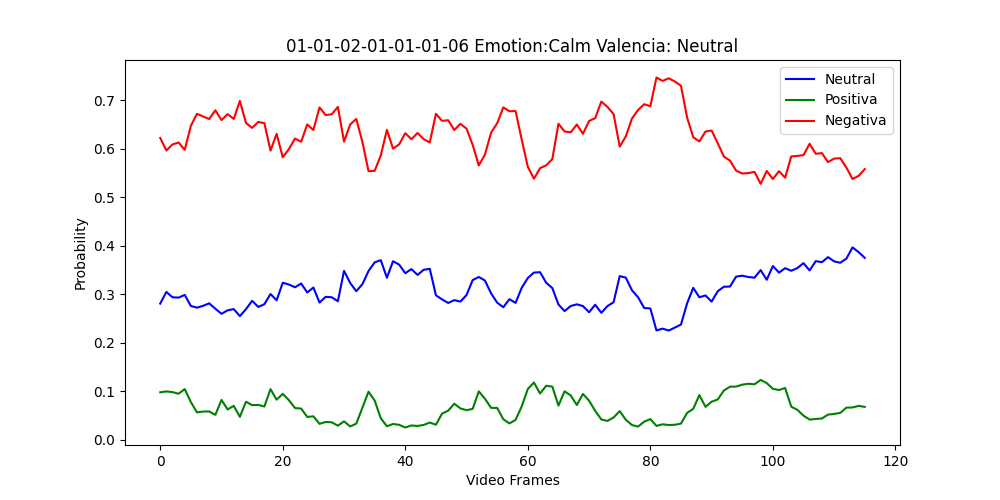 01-01-02-01-01-01-06 Emotion:Calm Valencia: Neutral
Neutral
Positiva
Negativa
Probability
0.7
0.6
0.5
0.4
0.3
0.2
0.1
0.0
0 20 40 60 80 100 120
Video Frames